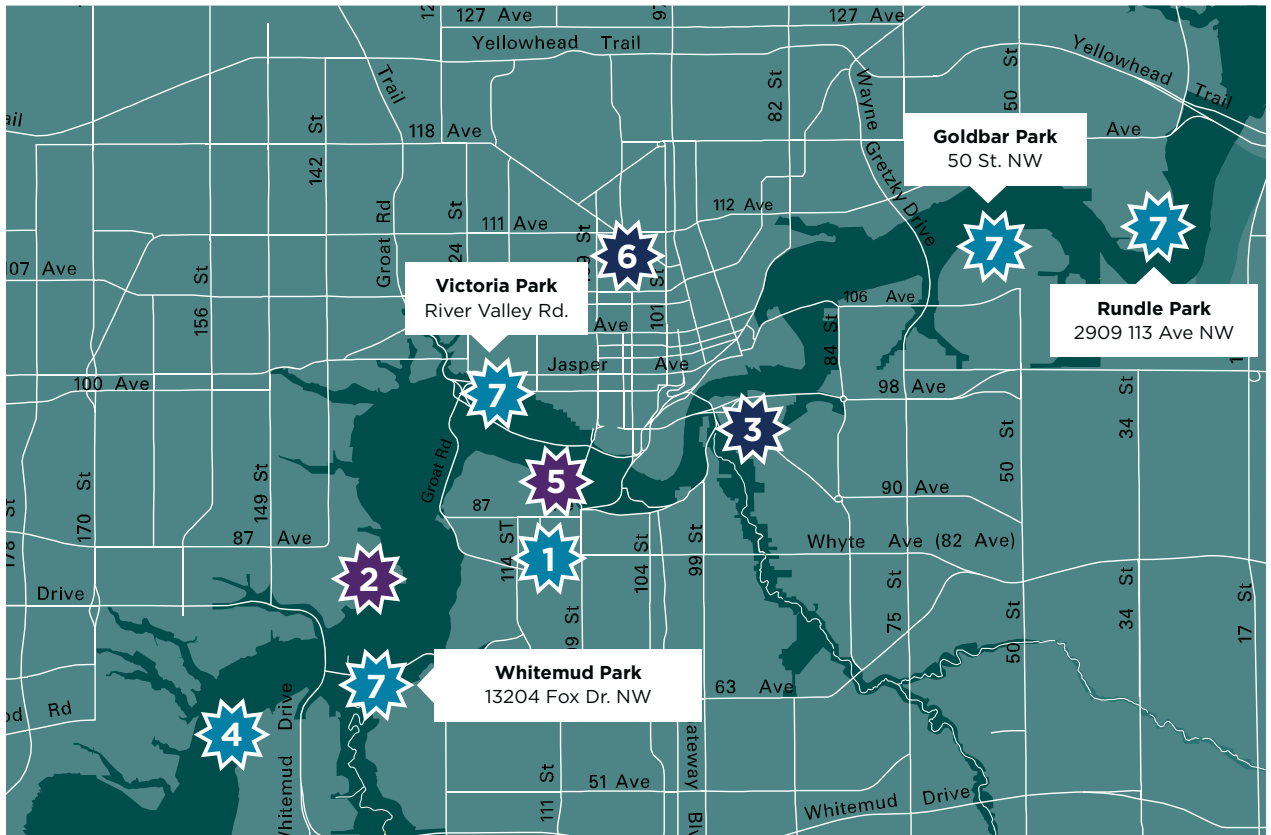 127 Ave
97
127 Ave
Yellowhead Trail
Yellowhead Trail
Trail
82 St
50 St
Wayne Gretzky Drive
118 Ave
Ave
142 St
Goldbar Park
50 St. NW
Groat Rd
St
112 Ave
111 Ave
7
7
6
107 Ave
156 St
101 St
Victoria Park
River Valley Rd.
106 Ave
Rundle Park
2909 113 Ave NW
Ave
84 St
Jasper Ave
100 Ave
98 Ave
7
34 St
3
50 St
Groat Rd
149 St
170 St
178 St
5
87
90 Ave
87 Ave
114 ST
1
104 St
99 St
Whyte Ave (82 Ave)
2
Drive
75 St
50 St
34 St
17 St
Whitemud Park
13204 Fox Dr. NW
7
63 Ave
Rd
4
Whitemud Drive
111 St
51 Ave
Whitemud Drive